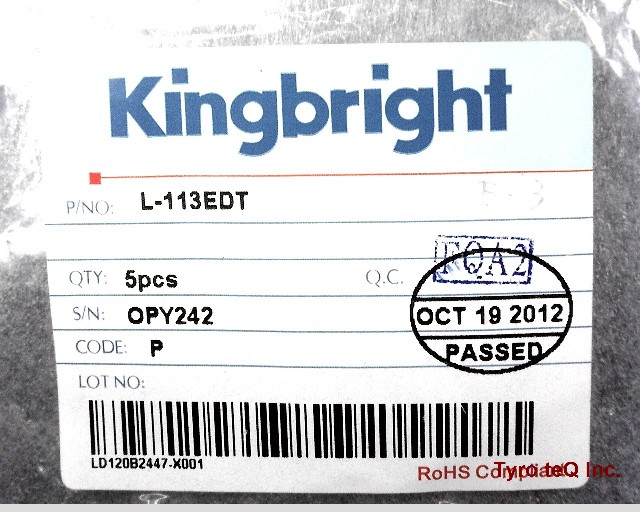 Kingbright
P/NO: L-113EDT
FQA2
QTY: 5pcs Q.C.
S/N: OPY242 OCT 19 2012
CODE: P PASSED
LOT NO:
LD120B2447-X001
RoHS Compliant
Tyro teQ Inc.